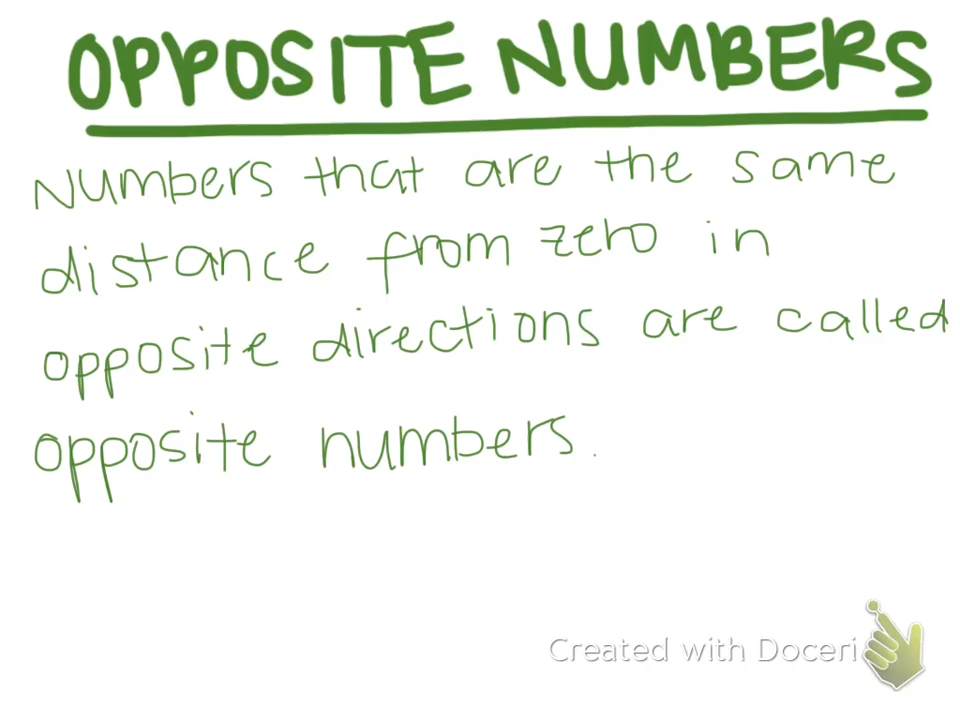 OPPOSITE NUMBERS
Numbers that are the same
distance from zero in
opposite directions are called
opposite numbers.
Created with Doceri